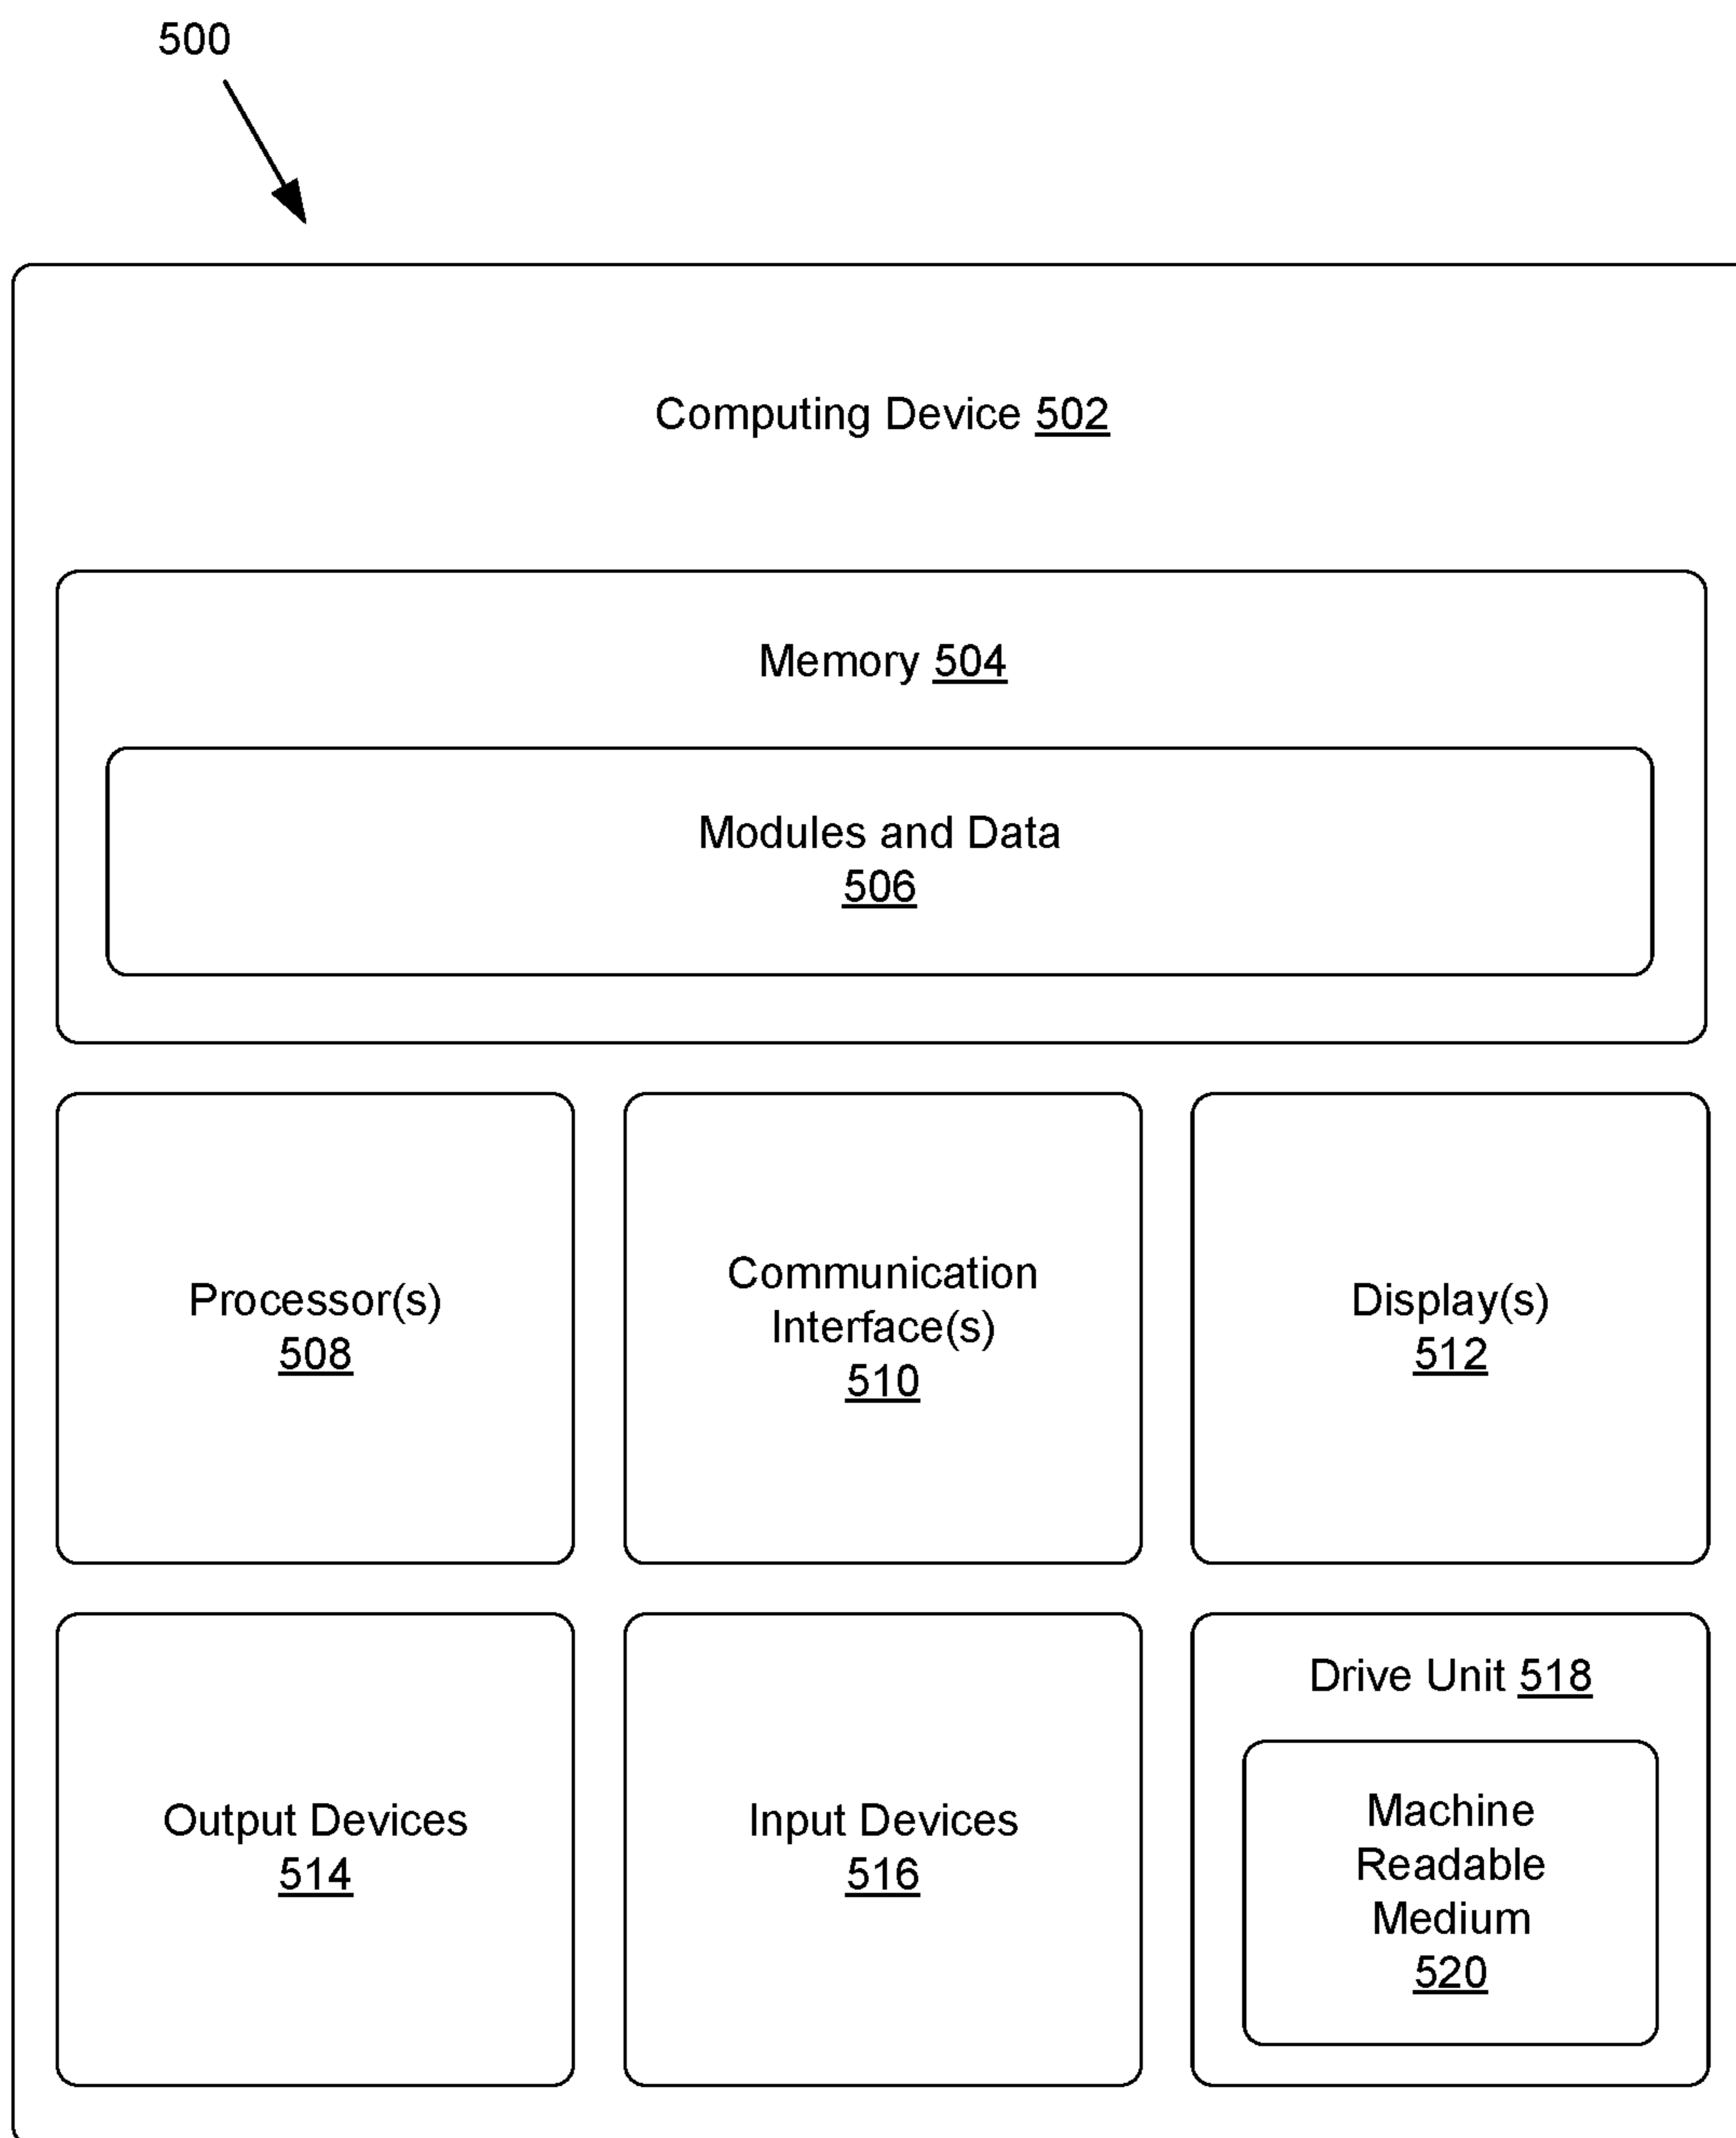 500
Computing Device 502
Memory 504
Modules and Data
506
Processor(s)
508
Communication
Interface(s)
510
Display(s)
512
Output Devices
514
Input Devices
516
Drive Unit 518
Machine
Readable
Medium
520